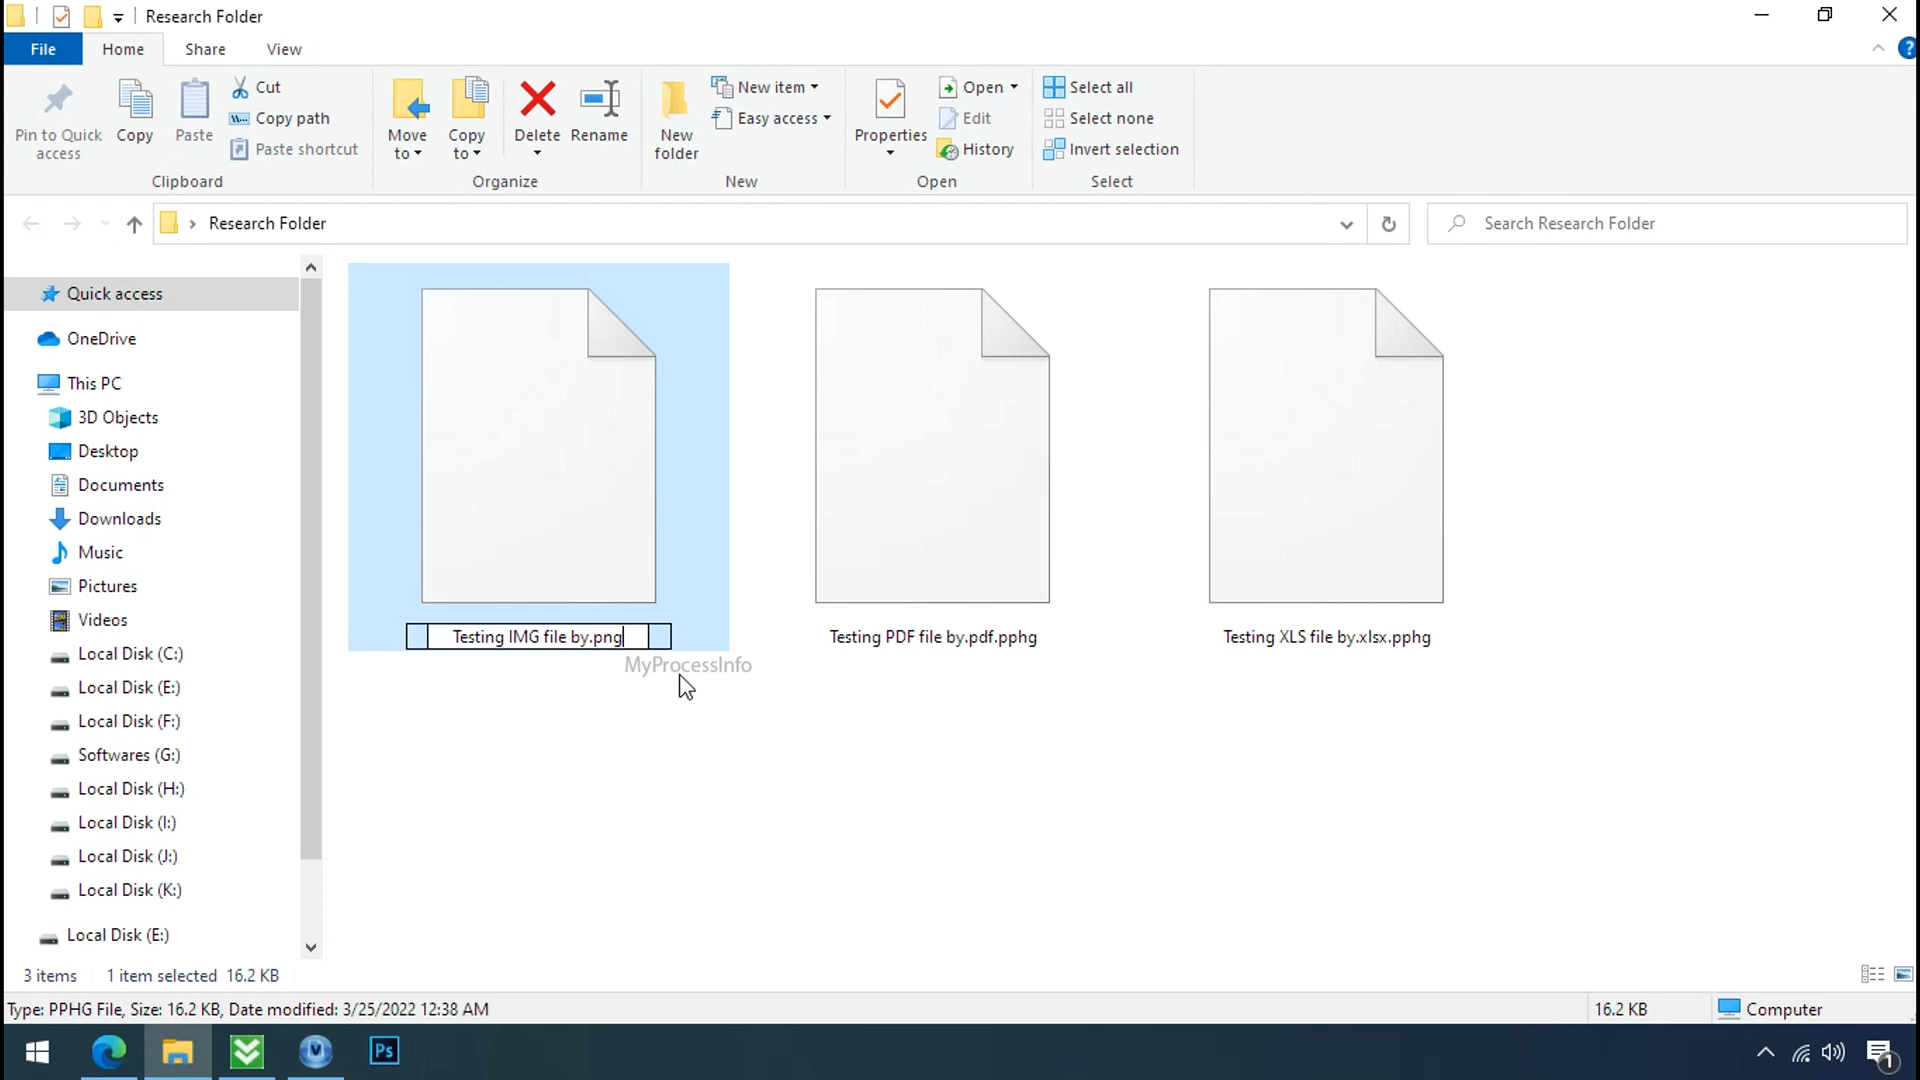 Research Folder
File Home Share View
Pin to Quick access
Copy
Paste
Cut
Copy path
Paste shortcut
Clipboard
Move to
Copy to
Delete
Rename
Organize
New folder
New item
Easy access
New
Properties
Open
Edit
History
Open
Select all
Select none
Invert selection
Select
Research Folder
Search Research Folder
Quick access
OneDrive
This PC
3D Objects
Desktop
Documents
Downloads
Music
Pictures
Videos
Local Disk (C:)
Local Disk (E:)
Local Disk (F:)
Softwares (G:)
Local Disk (H:)
Local Disk (I:)
Local Disk (J:)
Local Disk (K:)
Local Disk (E:)
Testing IMG file by.png
Testing PDF file by.pdf.pphg
Testing XLS file by.xlsx.pphg
MyProcessInfo
3 items 1 item selected 16.2 KB
Type: PPHG File, Size: 16.2 KB, Date modified: 3/25/2022 12:38 AM
16.2 KB
Computer
Ps
1